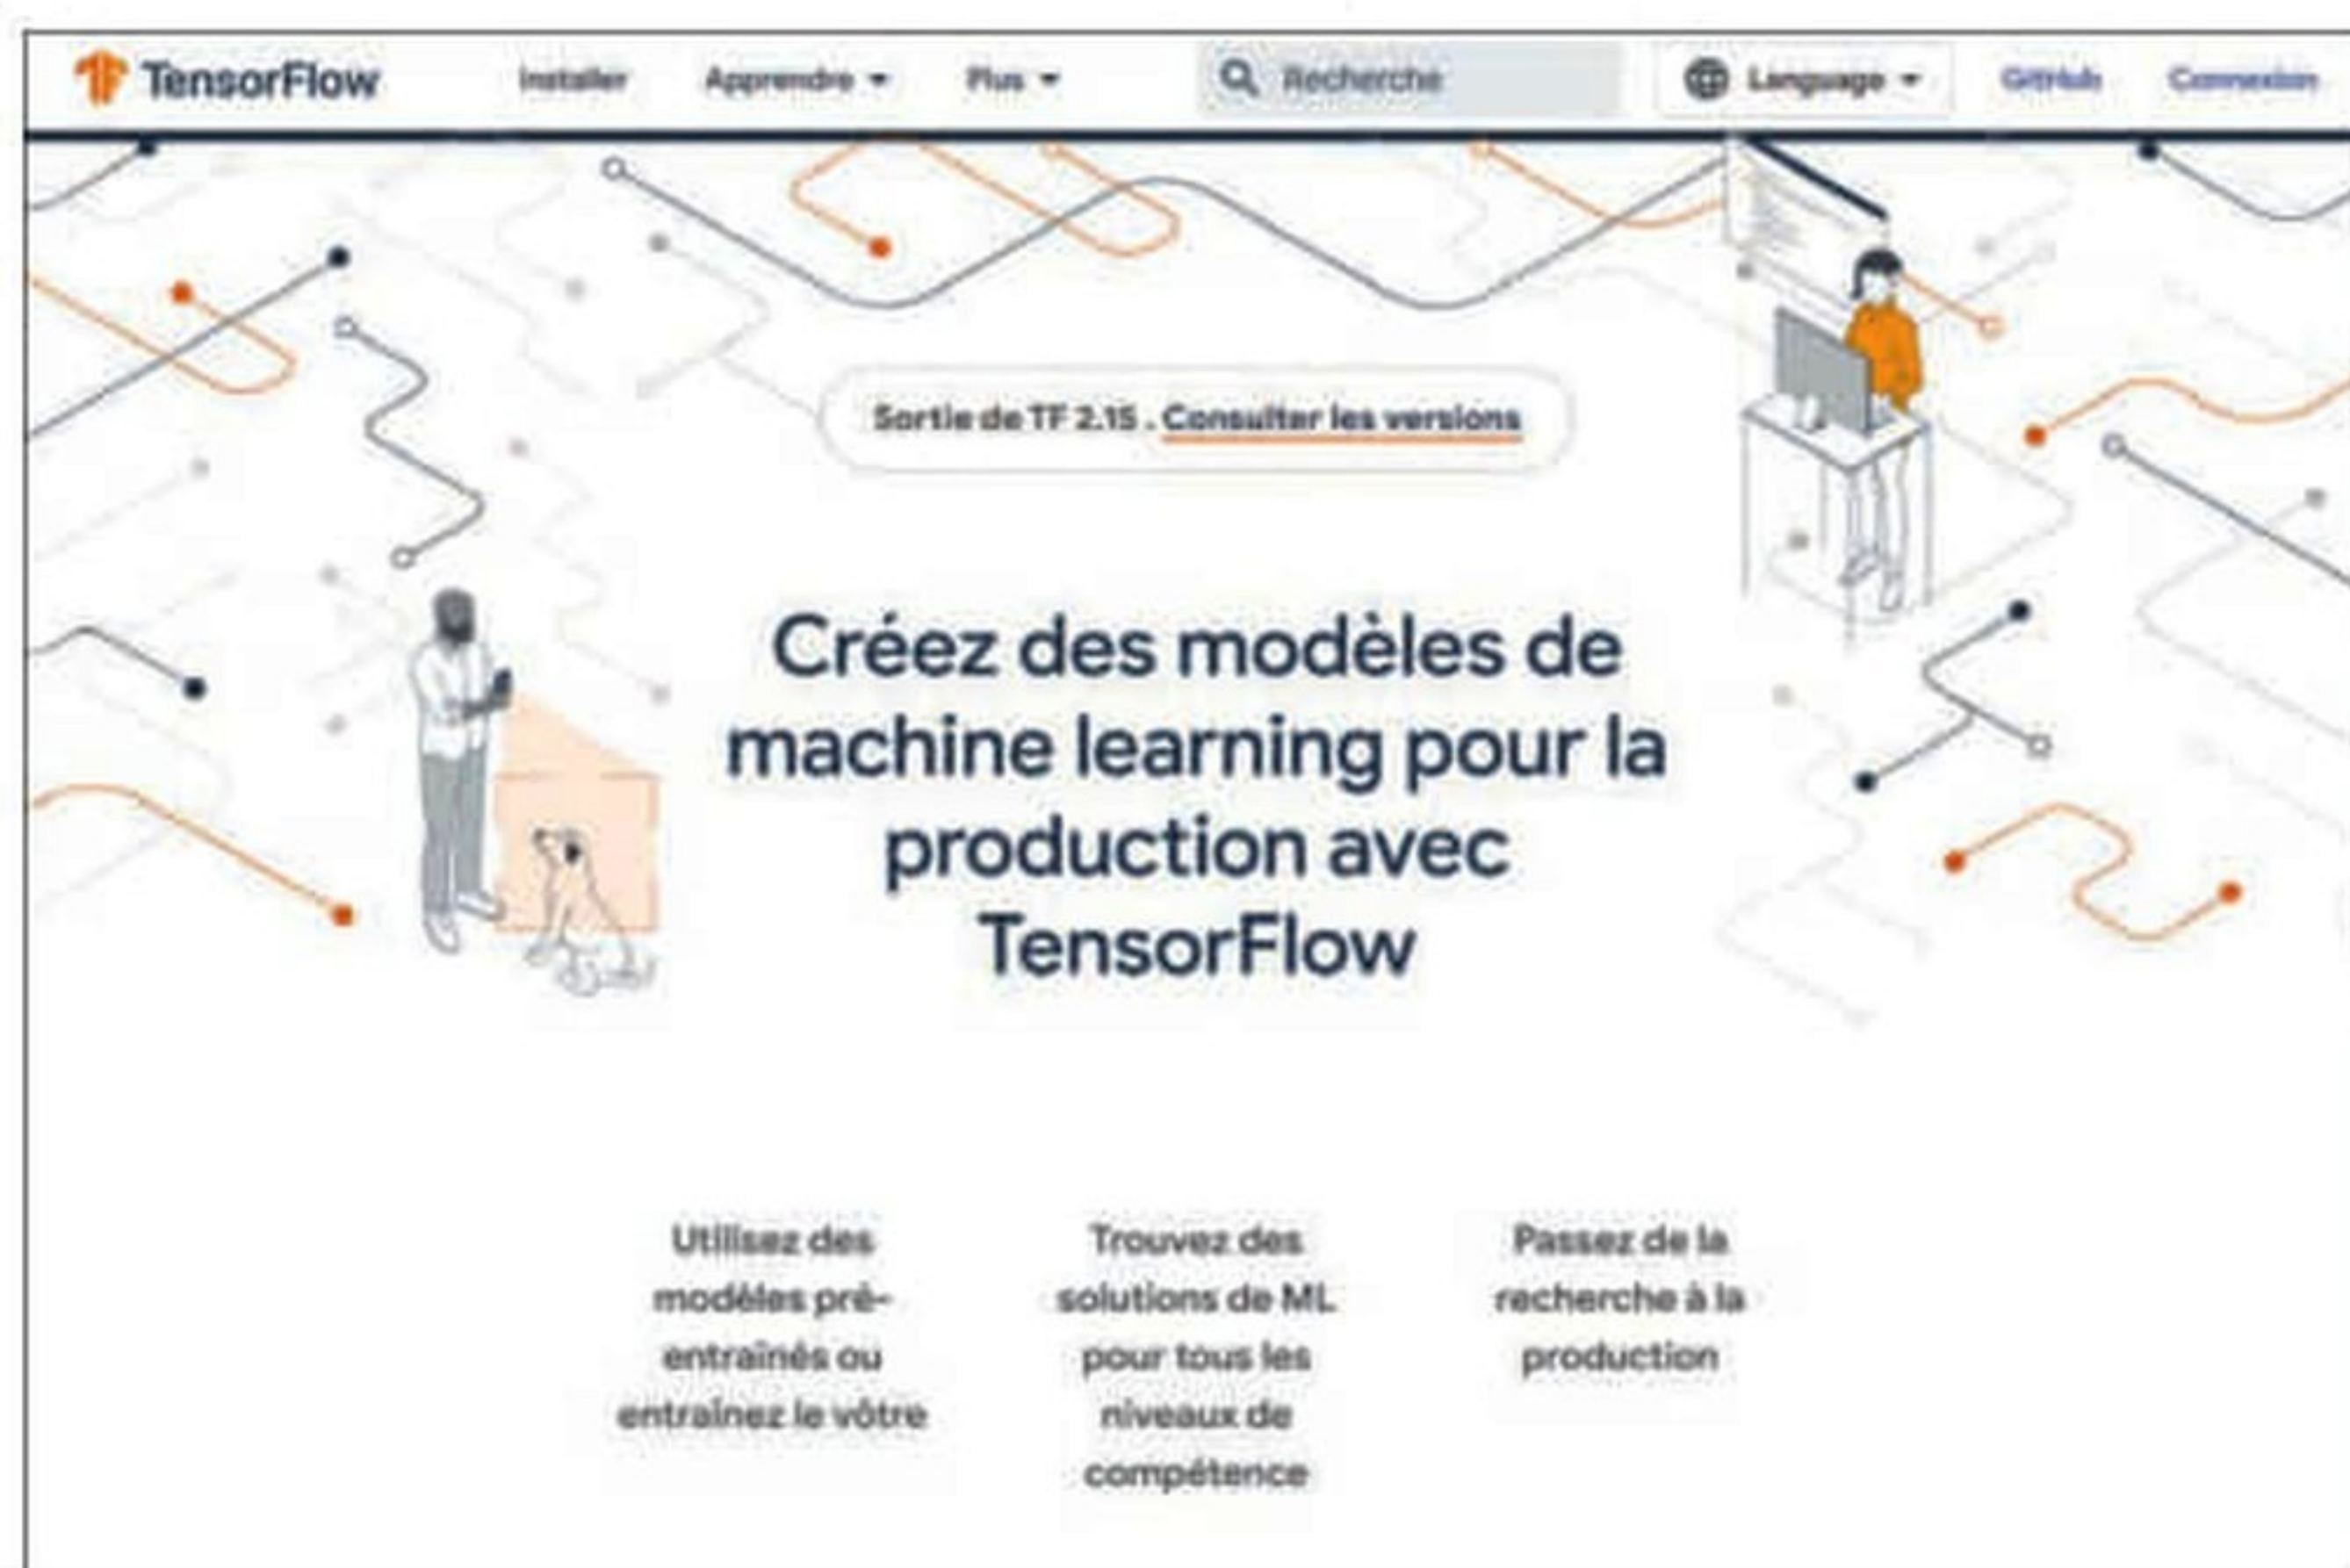 TensorFlow Installer Apprendre Plus Recherche Language GitHub Connexion
Sortie de TF 2.15 . Consulter les versions
Créez des modèles de
machine learning pour la
production avec
TensorFlow
Utilisez des
modèles pré-
entraînés ou
entraînez le vôtre
Trouvez des
solutions de ML
pour tous les
niveaux de
compétence
Passez de la
recherche à la
production